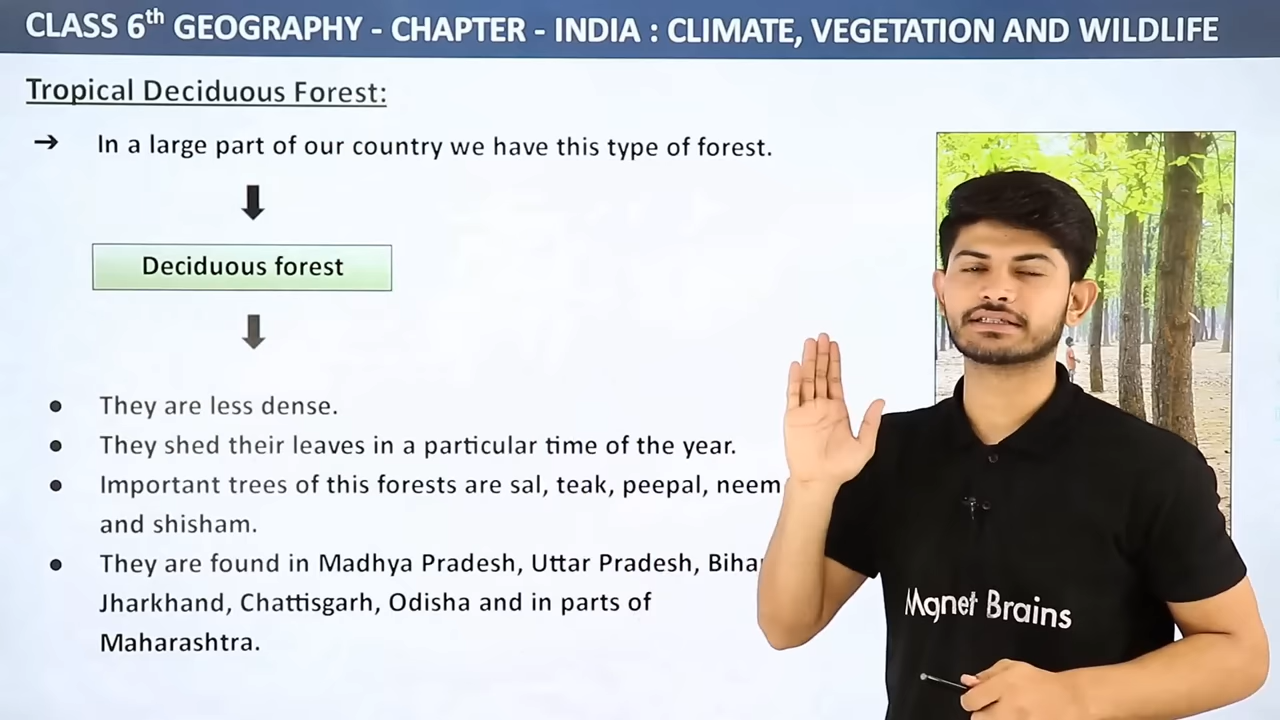 CLASS 6th GEOGRAPHY - CHAPTER - INDIA : CLIMATE, VEGETATION AND WILDLIFE
Tropical Deciduous Forest:
➔ In a large part of our country we have this type of forest.
Deciduous forest
● They are less dense.
● They shed their leaves in a particular time of the year.
● Important trees of this forests are sal, teak, peepal, neem
and shisham.
● They are found in Madhya Pradesh, Uttar Pradesh,
Jharkhand, Chattisgarh, Odisha and in parts of
Maharashtra.
Magnet Brains